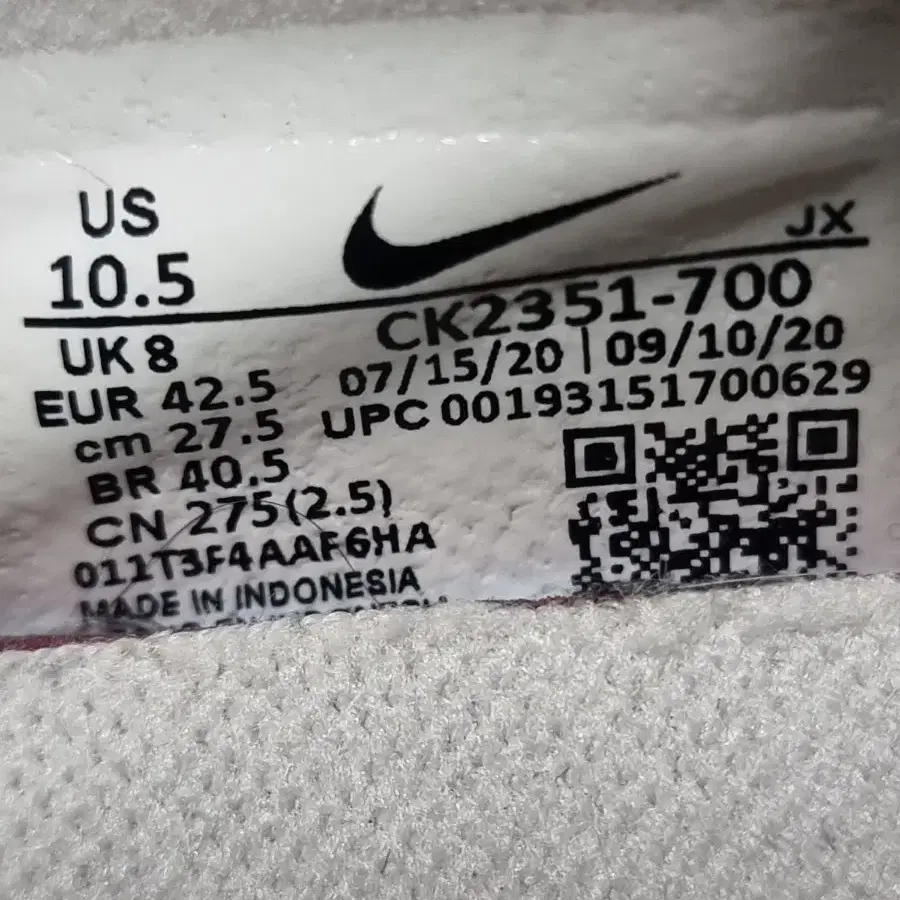 US
10.5
JX
UK 8
CK2351-700
EUR 42.5
07/15/20 | 09/10/20
cm 27.5
UPC 00193151700629
BR 40.5
CN 275(2.5)
011T3F4AAF6HA
MADE IN INDONESIA